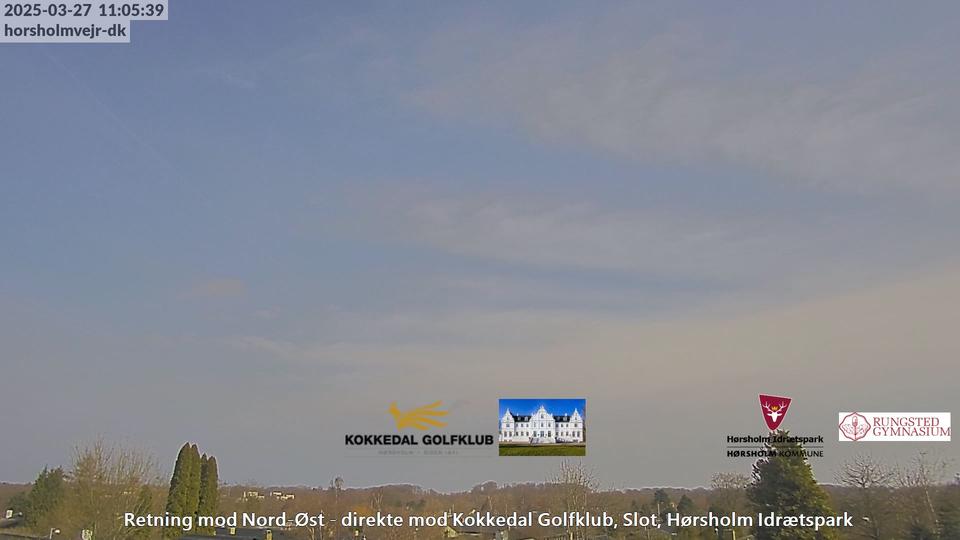 2025-03-27 11:05:39
horsholmvejr-dk
KOKKEDAL GOLFKLUB
Hørsholm Idrætspark
HØRSHOLM KOMMUNE
RUNGSTED
GYMNASIUM
Retning mod Nord-Øst - direkte mod Kokkedal Golfklub, Slot, Hørsholm Idrætspark